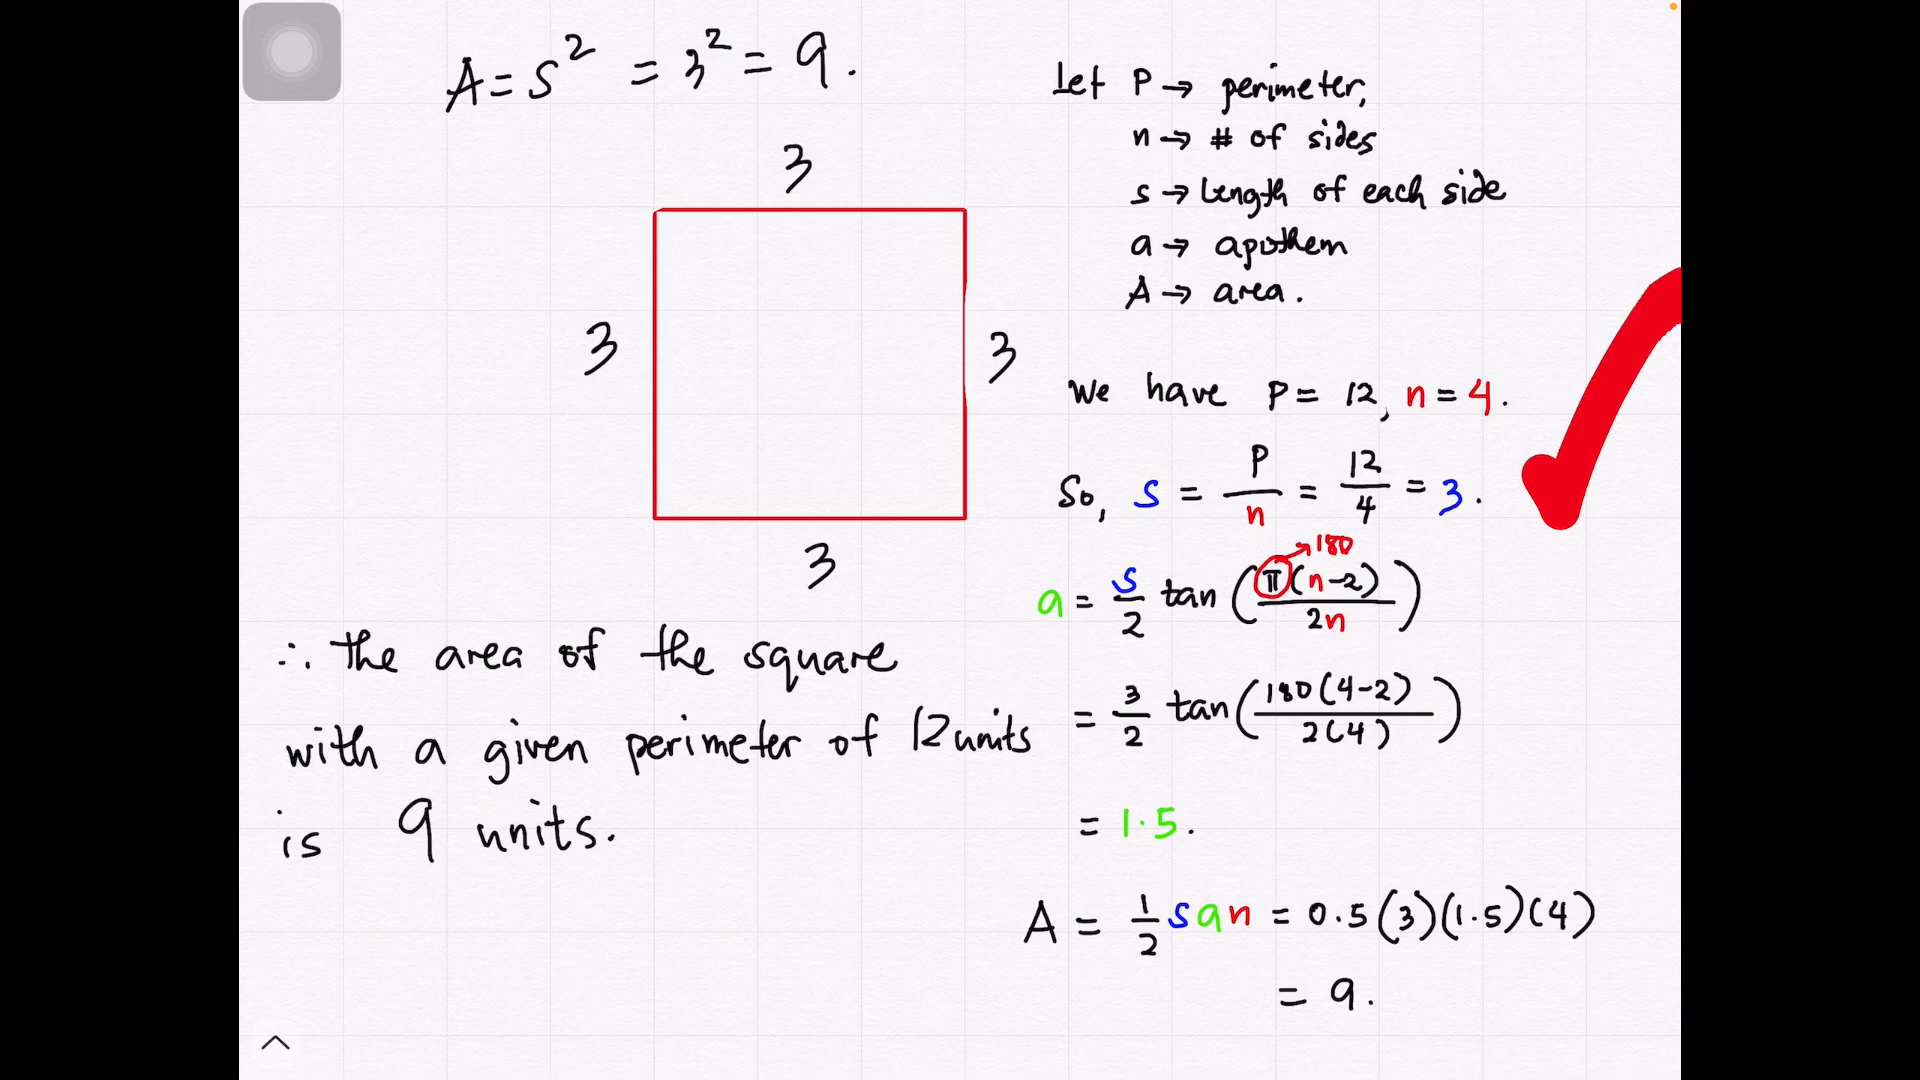 A = s² = 3² = 9.
3
3
3
3
∴ the area of the square
with a given perimeter of 12 units
is 9 units.
Let P → perimeter,
n → # of sides
s → length of each side
a → apothem
A → area.
We have P = 12, n = 4.
So, s = P/n = 12/4 = 3.
→ 180
a = s/2 tan (π(n-2)/2n)
= 3/2 tan (180(4-2)/2(4))
= 1.5.
A = 1/2 s a n = 0.5(3)(1.5)(4)
= 9.